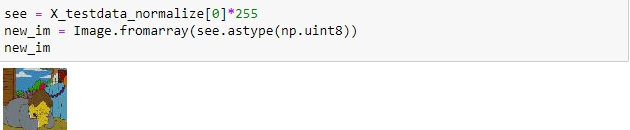 see = X_testdata_normalize[0]*255
new_im = Image.fromarray(see.astype(np.uint8))
new_im